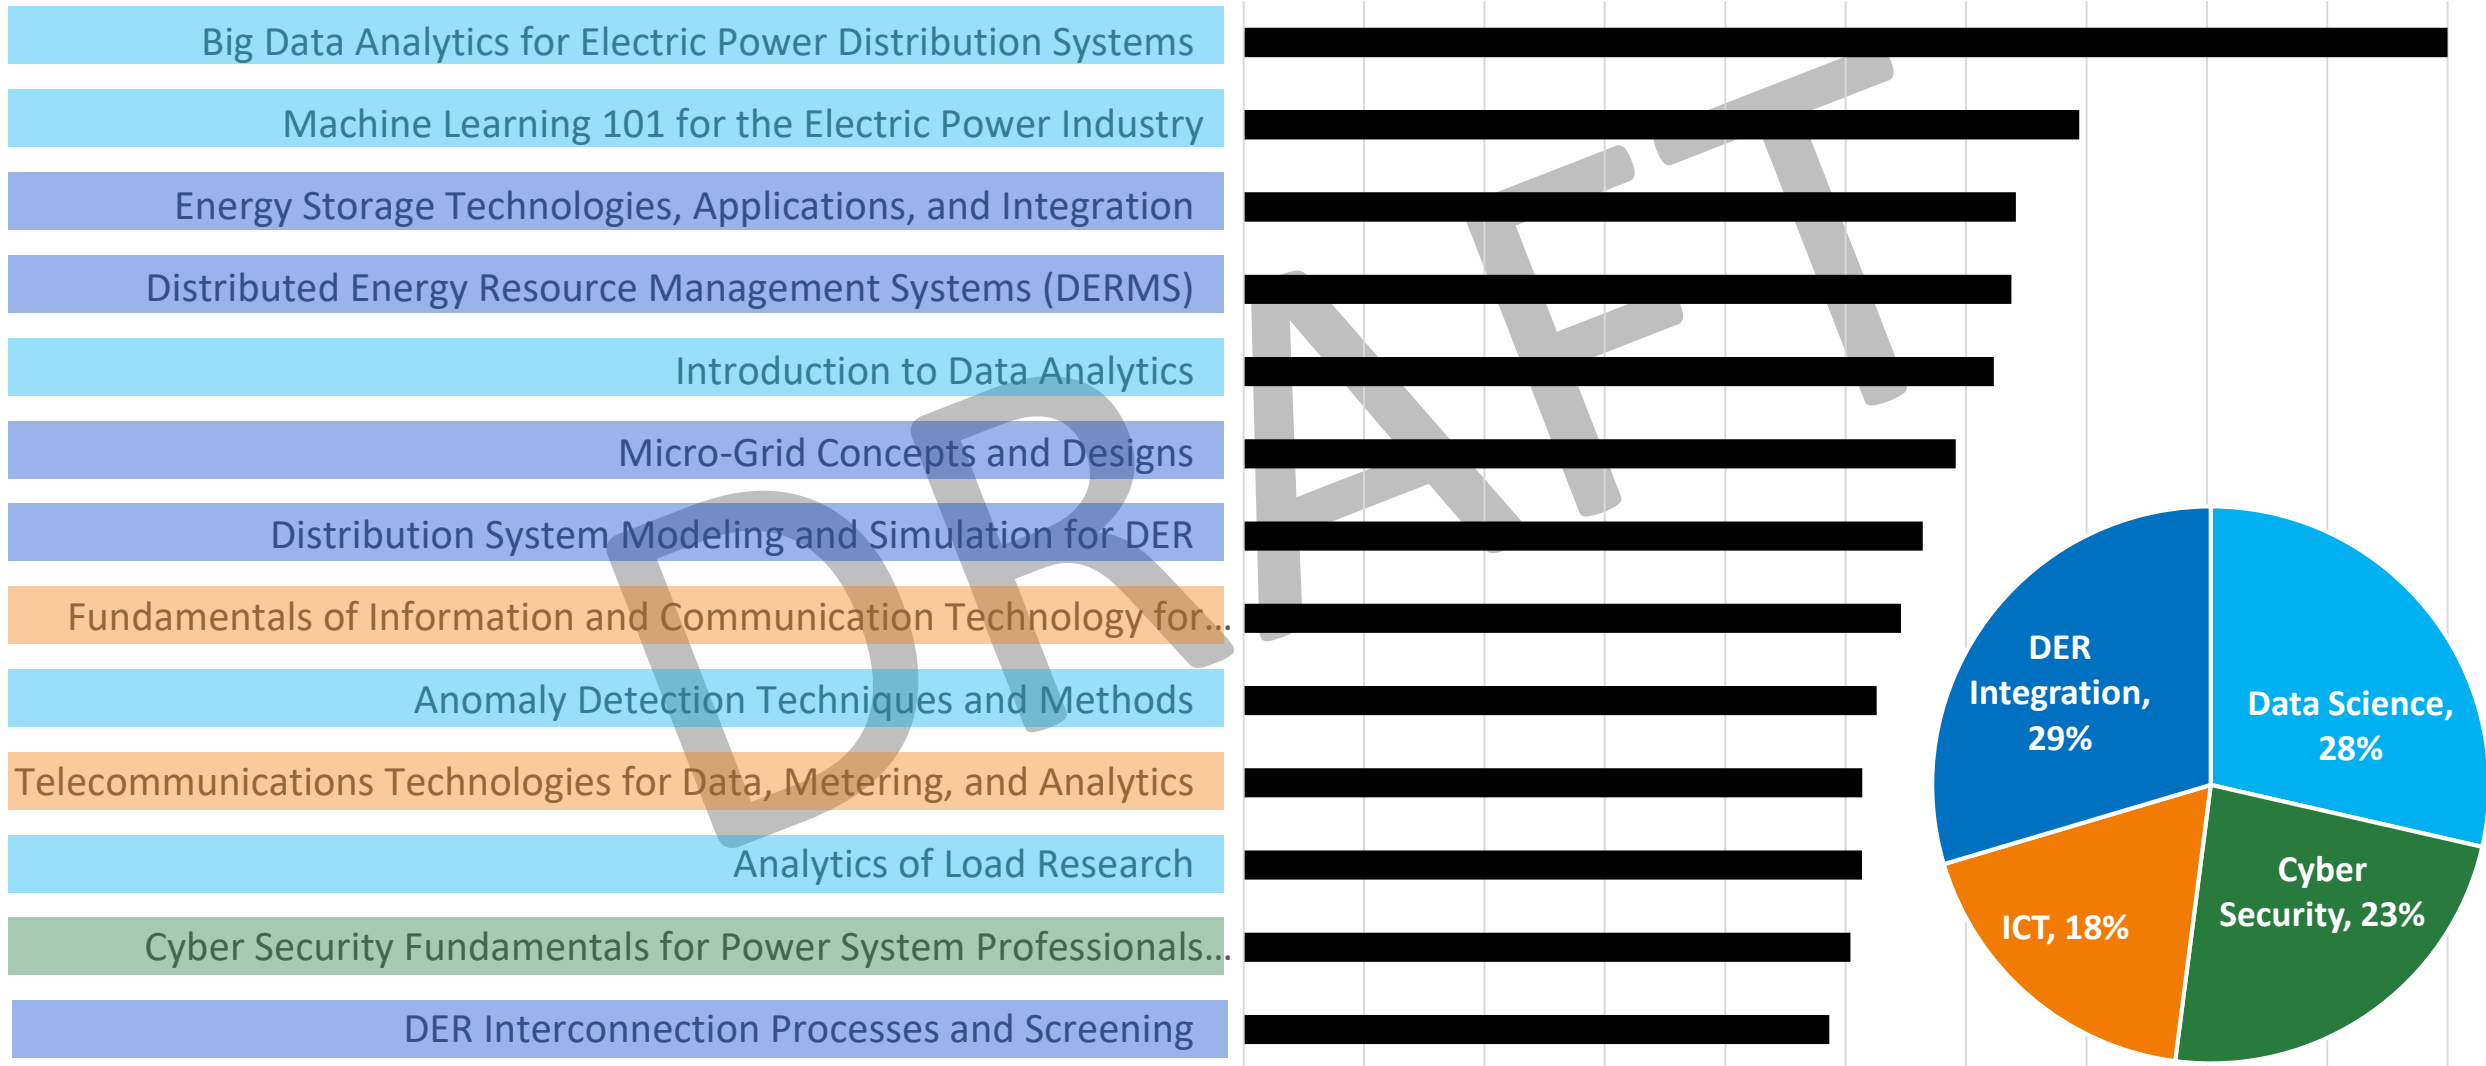 Big Data Analytics for Electric Power Distribution Systems
Machine Learning 101 for the Electric Power Industry
Energy Storage Technologies, Applications, and Integration
Distributed Energy Resource Management Systems (DERMS)
Introduction to Data Analytics
Micro-Grid Concepts and Designs
Distribution System Modeling and Simulation for DER
Fundamentals of Information and Communication Technology for...
Anomaly Detection Techniques and Methods
Telecommunications Technologies for Data, Metering, and Analytics
Analytics of Load Research
Cyber Security Fundamentals for Power System Professionals...
DER Interconnection Processes and Screening
DRAFT
DER
Integration,
29%
Data Science,
28%
Cyber
Security, 23%
ICT, 18%